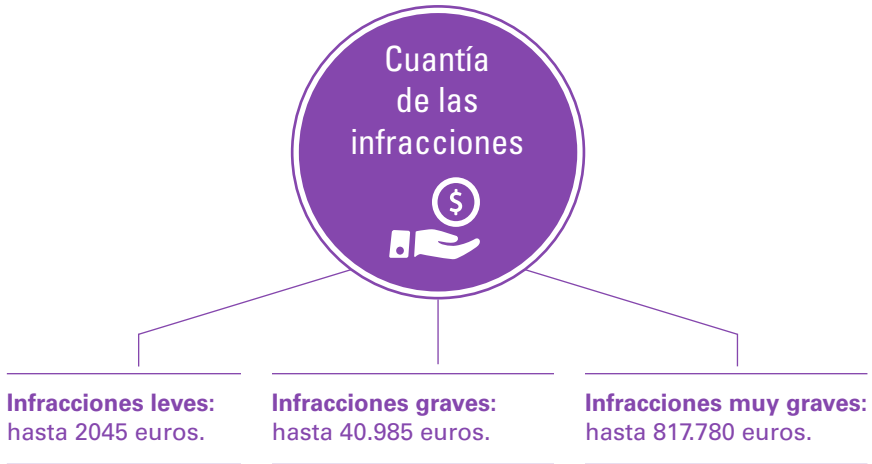 Cuantía
de las
infracciones
$
Infracciones leves:
hasta 2045 euros.
Infracciones graves:
hasta 40.985 euros.
Infracciones muy graves:
hasta 817.780 euros.